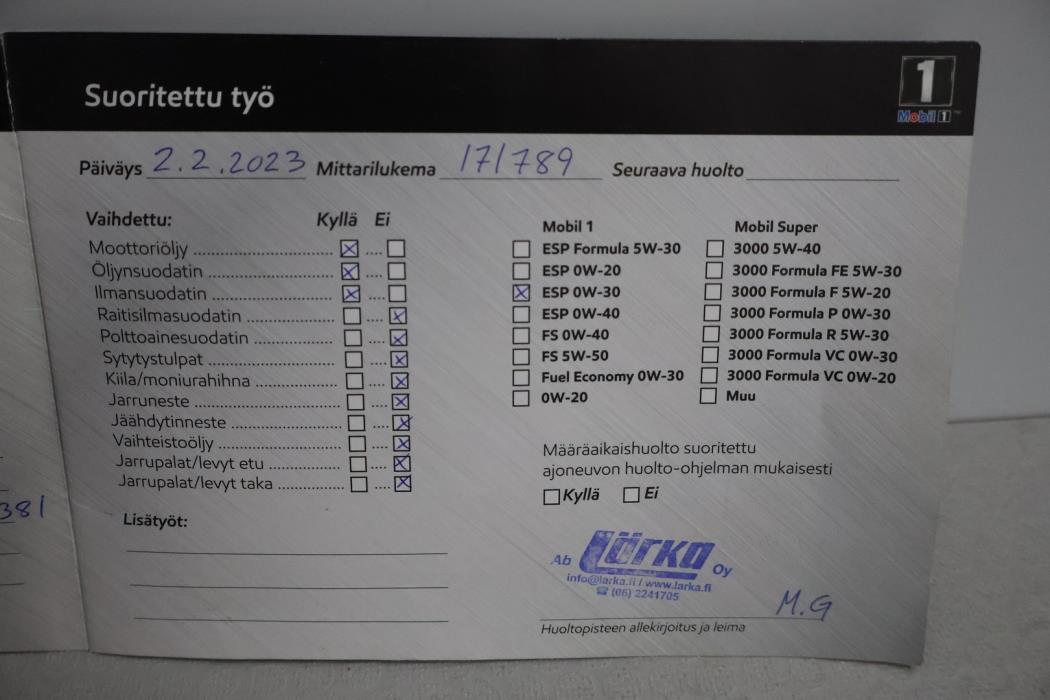 Suoritettu työ
1
Mobil 1
Päiväys 2.2.2023 Mittarilukema 171789 Seuraava huolto
Vaihdettu: Kyllä Ei
Moottoriöljy
Öljynsuodatin
Ilmansuodatin
Raitisilmasuodatin
Polttoainesuodatin
Sytytystulpat
Kiila/moniurahihna
Jarruneste
Jäähdytinneste
Vaihteistoöljy
Jarrupalat/levyt etu
Jarrupalat/levyt taka
Lisätyöt:
381
Mobil 1
ESP Formula 5W-30
ESP 0W-20
ESP 0W-30
ESP 0W-40
FS 0W-40
FS 5W-50
Fuel Economy 0W-30
0W-20
Mobil Super
3000 5W-40
3000 Formula FE 5W-30
3000 Formula F 5W-20
3000 Formula P 0W-30
3000 Formula R 5W-30
3000 Formula VC 0W-30
3000 Formula VC 0W-20
Muu
Määräaikaishuolto suoritettu
ajoneuvon huolto-ohjelman mukaisesti
Kyllä Ei
Ab Lärka Oy
info@larka.fi / www.larka.fi
☎ (06) 2241705
M.G
Huoltopisteen allekirjoitus ja leima